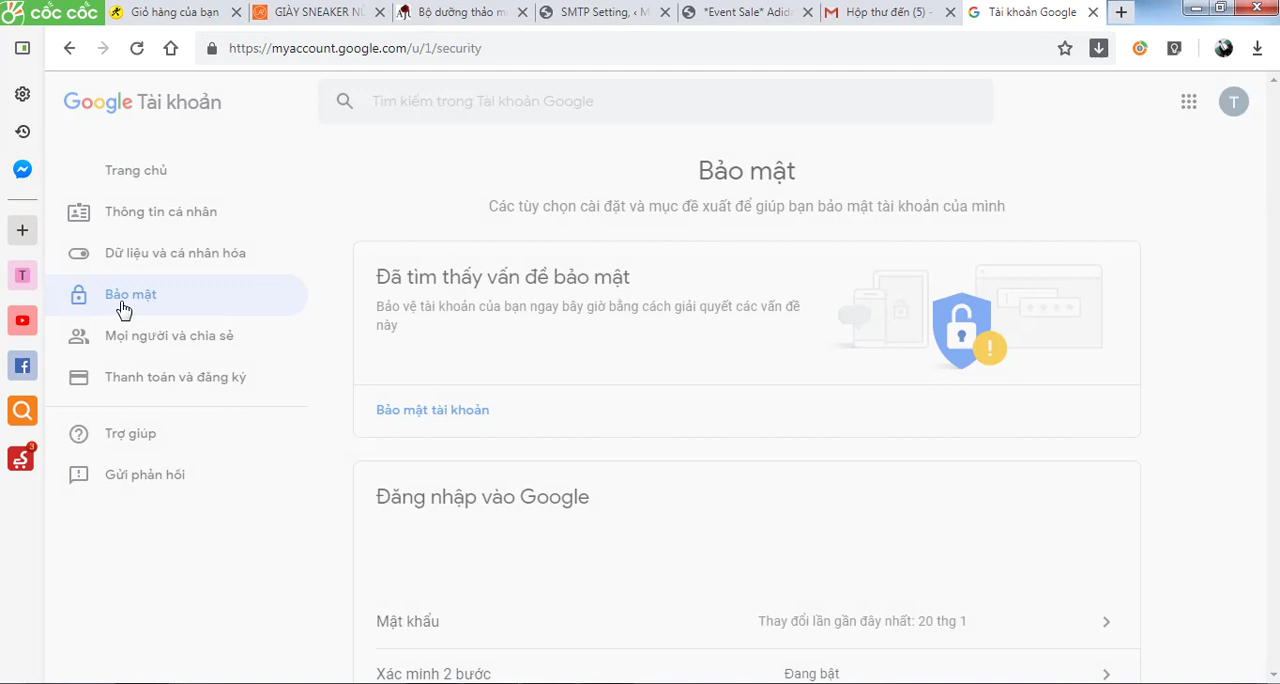 cốc cốc
Giỏ hàng của bạn
GIÀY SNEAKER N
Bộ dưỡng thảo m
SMTP Setting, ‹ M
*Event Sale* Adida
Hộp thư đến (5) -
Tài khoản Google
https://myaccount.google.com/u/1/security
Google Tài khoản
Tìm kiếm trong Tài khoản Google
T
Trang chủ
Thông tin cá nhân
Dữ liệu và cá nhân hóa
Bảo mật
Mọi người và chia sẻ
Thanh toán và đăng ký
Trợ giúp
Gửi phản hồi
T
3
Bảo mật
Các tùy chọn cài đặt và mục đề xuất để giúp bạn bảo mật tài khoản của mình
Đã tìm thấy vấn đề bảo mật
Bảo vệ tài khoản của bạn ngay bây giờ bằng cách giải quyết các vấn đề
này
Bảo mật tài khoản
Đăng nhập vào Google
Mật khẩu
Thay đổi lần gần đây nhất: 20 thg 1
Xác minh 2 bước
Đang bật